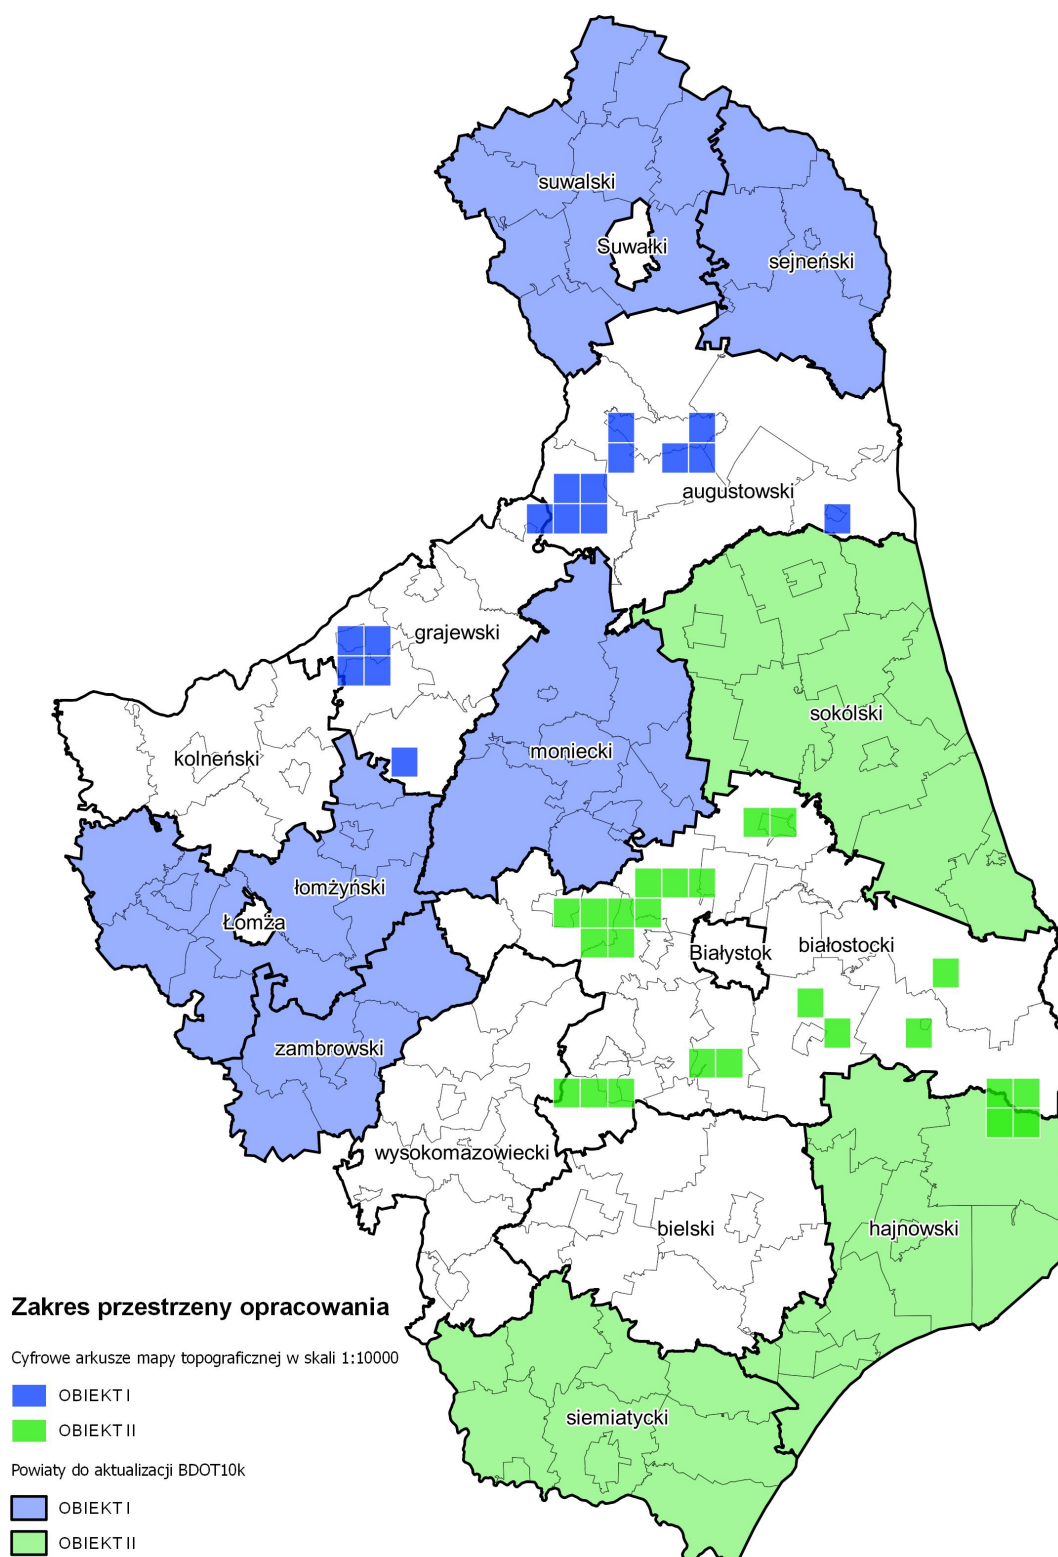 suwalski
Suwałki
sejneński
augustowski
grajewski
sokólski
moniecki
kolneński
łomżyński
Łomża
Białystok
białostocki
zambrowski
wysokomazowiecki
bielski
hajnowski
siemiatycki
Zakres przestrzeny opracowania
Cyfrowe arkusze mapy topograficznej w skali 1:10000
OBIEKT I
OBIEKT II
Powiaty do aktualizacji BDOT10k
OBIEKT I
OBIEKT II